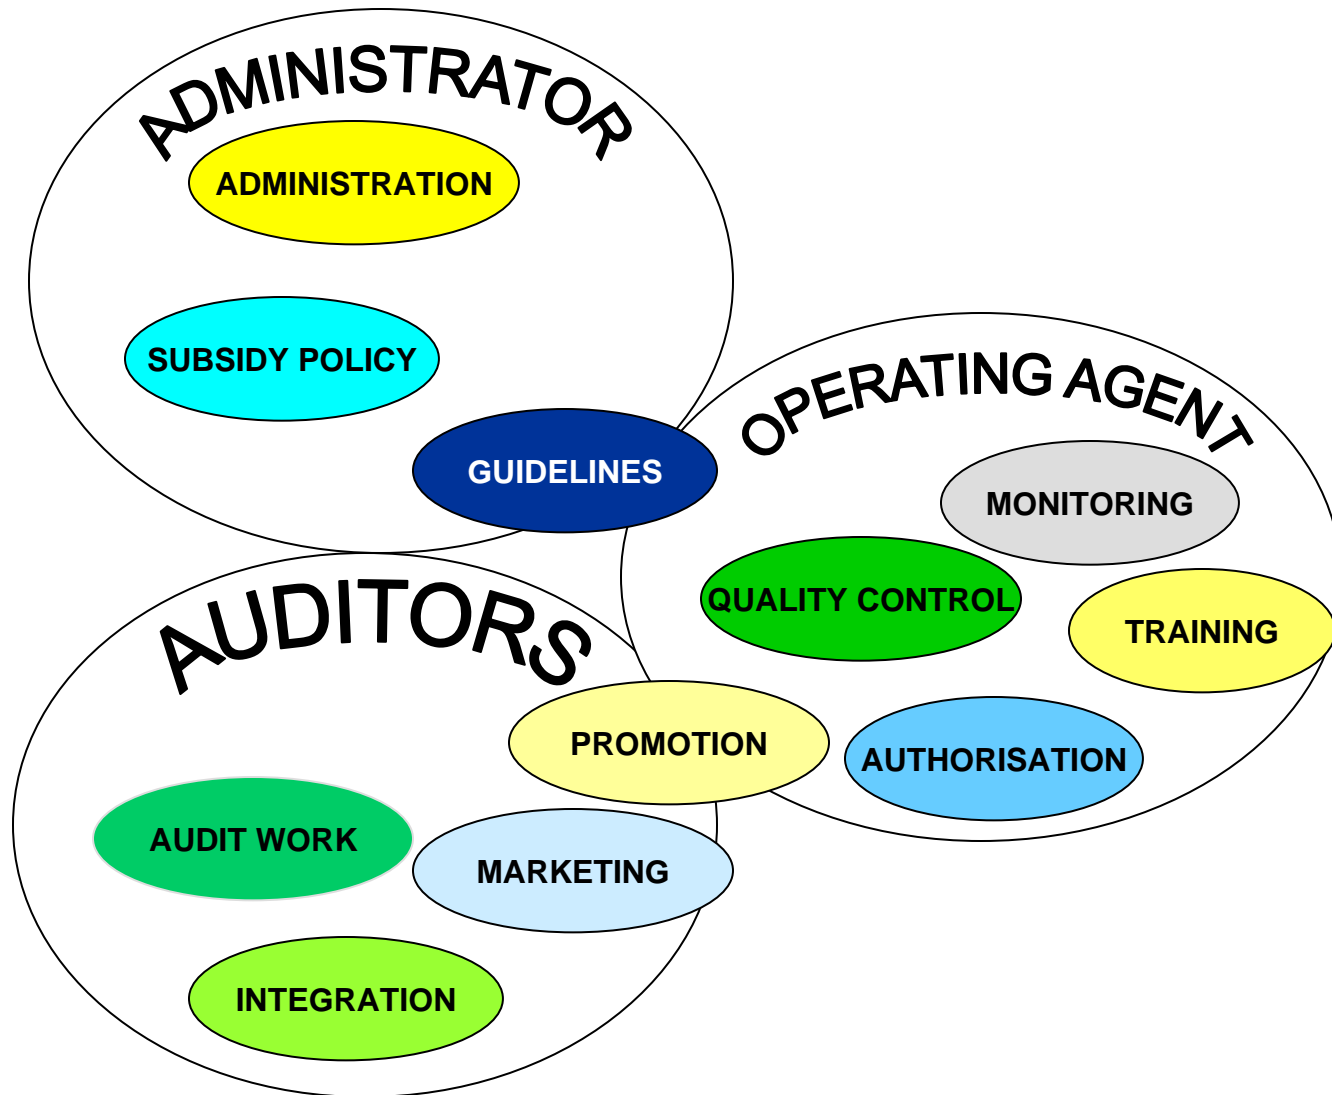 ADMINISTRATOR
ADMINISTRATION
SUBSIDY POLICY
GUIDELINES
OPERATING AGENT
MONITORING
QUALITY CONTROL
TRAINING
AUTHORISATION
AUDITORS
PROMOTION
AUDIT WORK
MARKETING
INTEGRATION